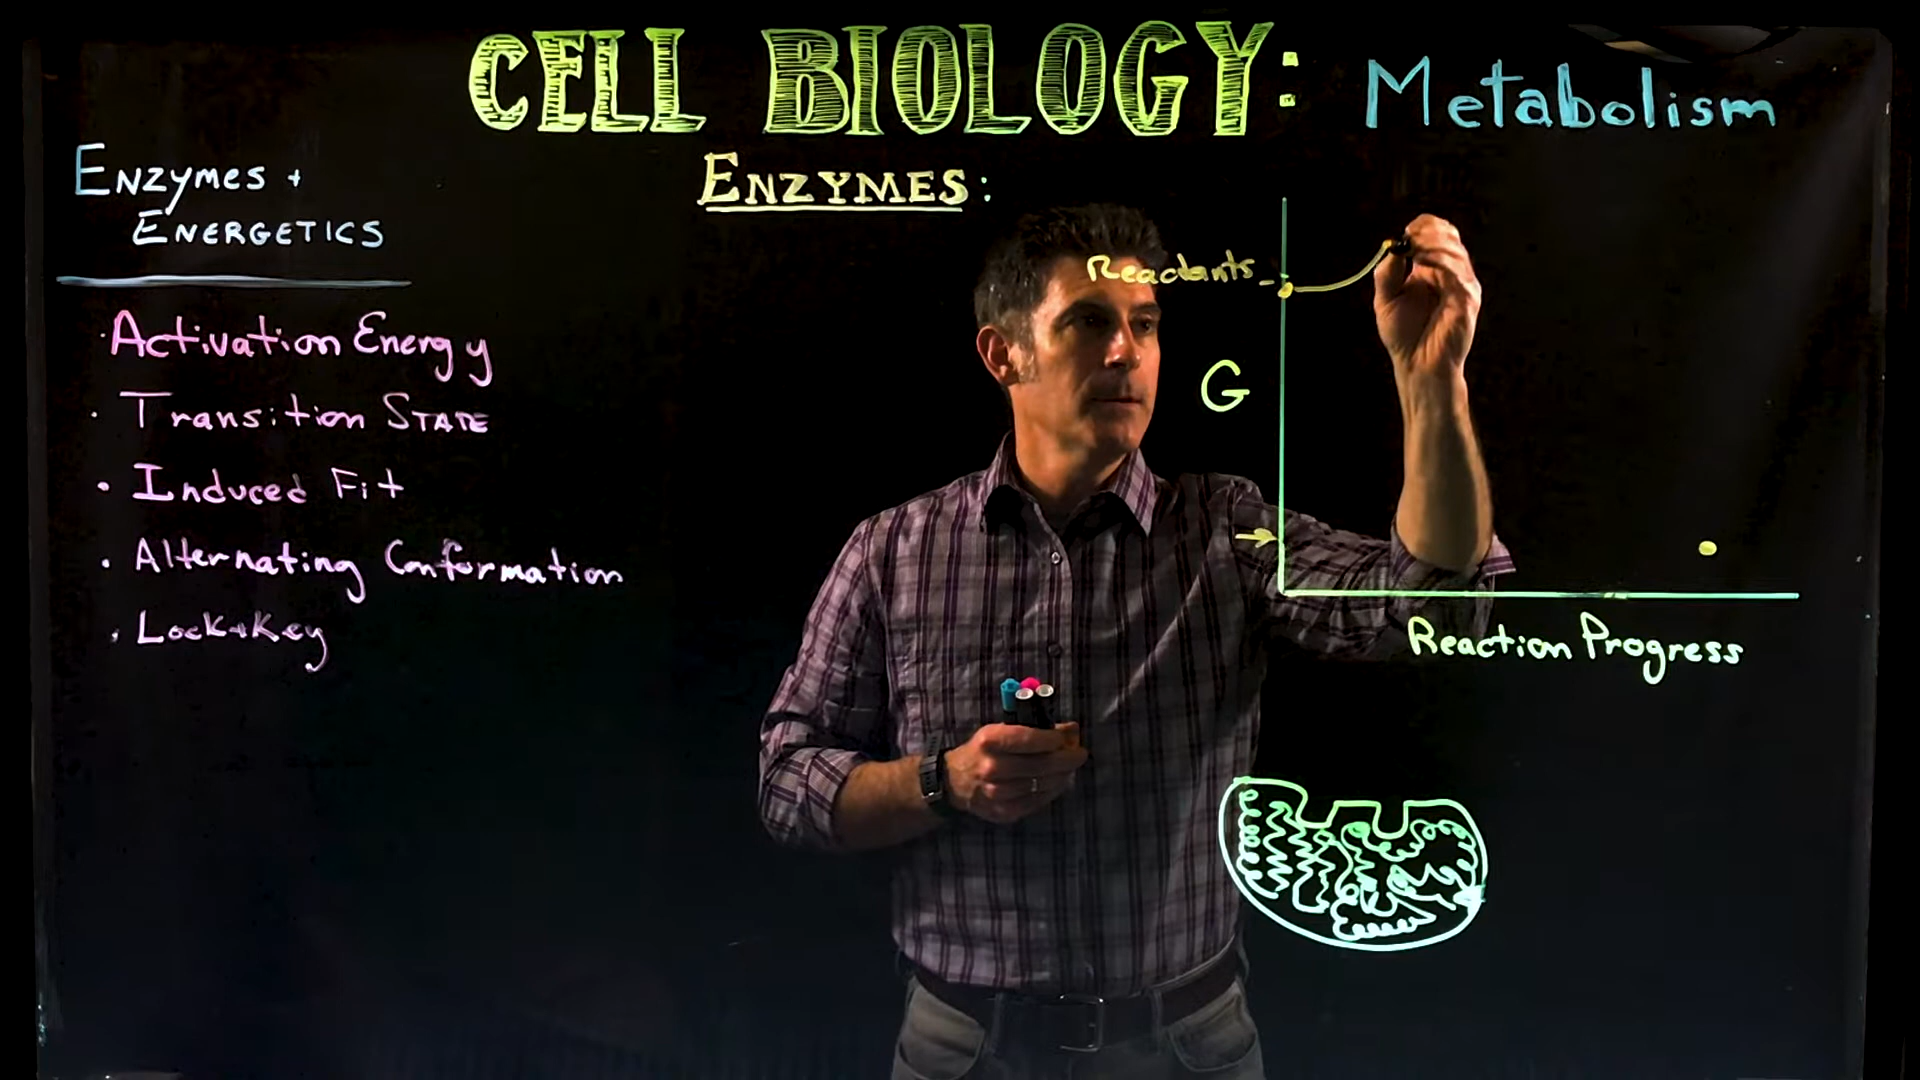 CELL BIOLOGY: Metabolism
Enzymes +
Energetics
· Activation Energy
· Transition State
· Induced Fit
· Alternating Conformation
· Lock+Key
Enzymes:
Reactants
G
Reaction Progress